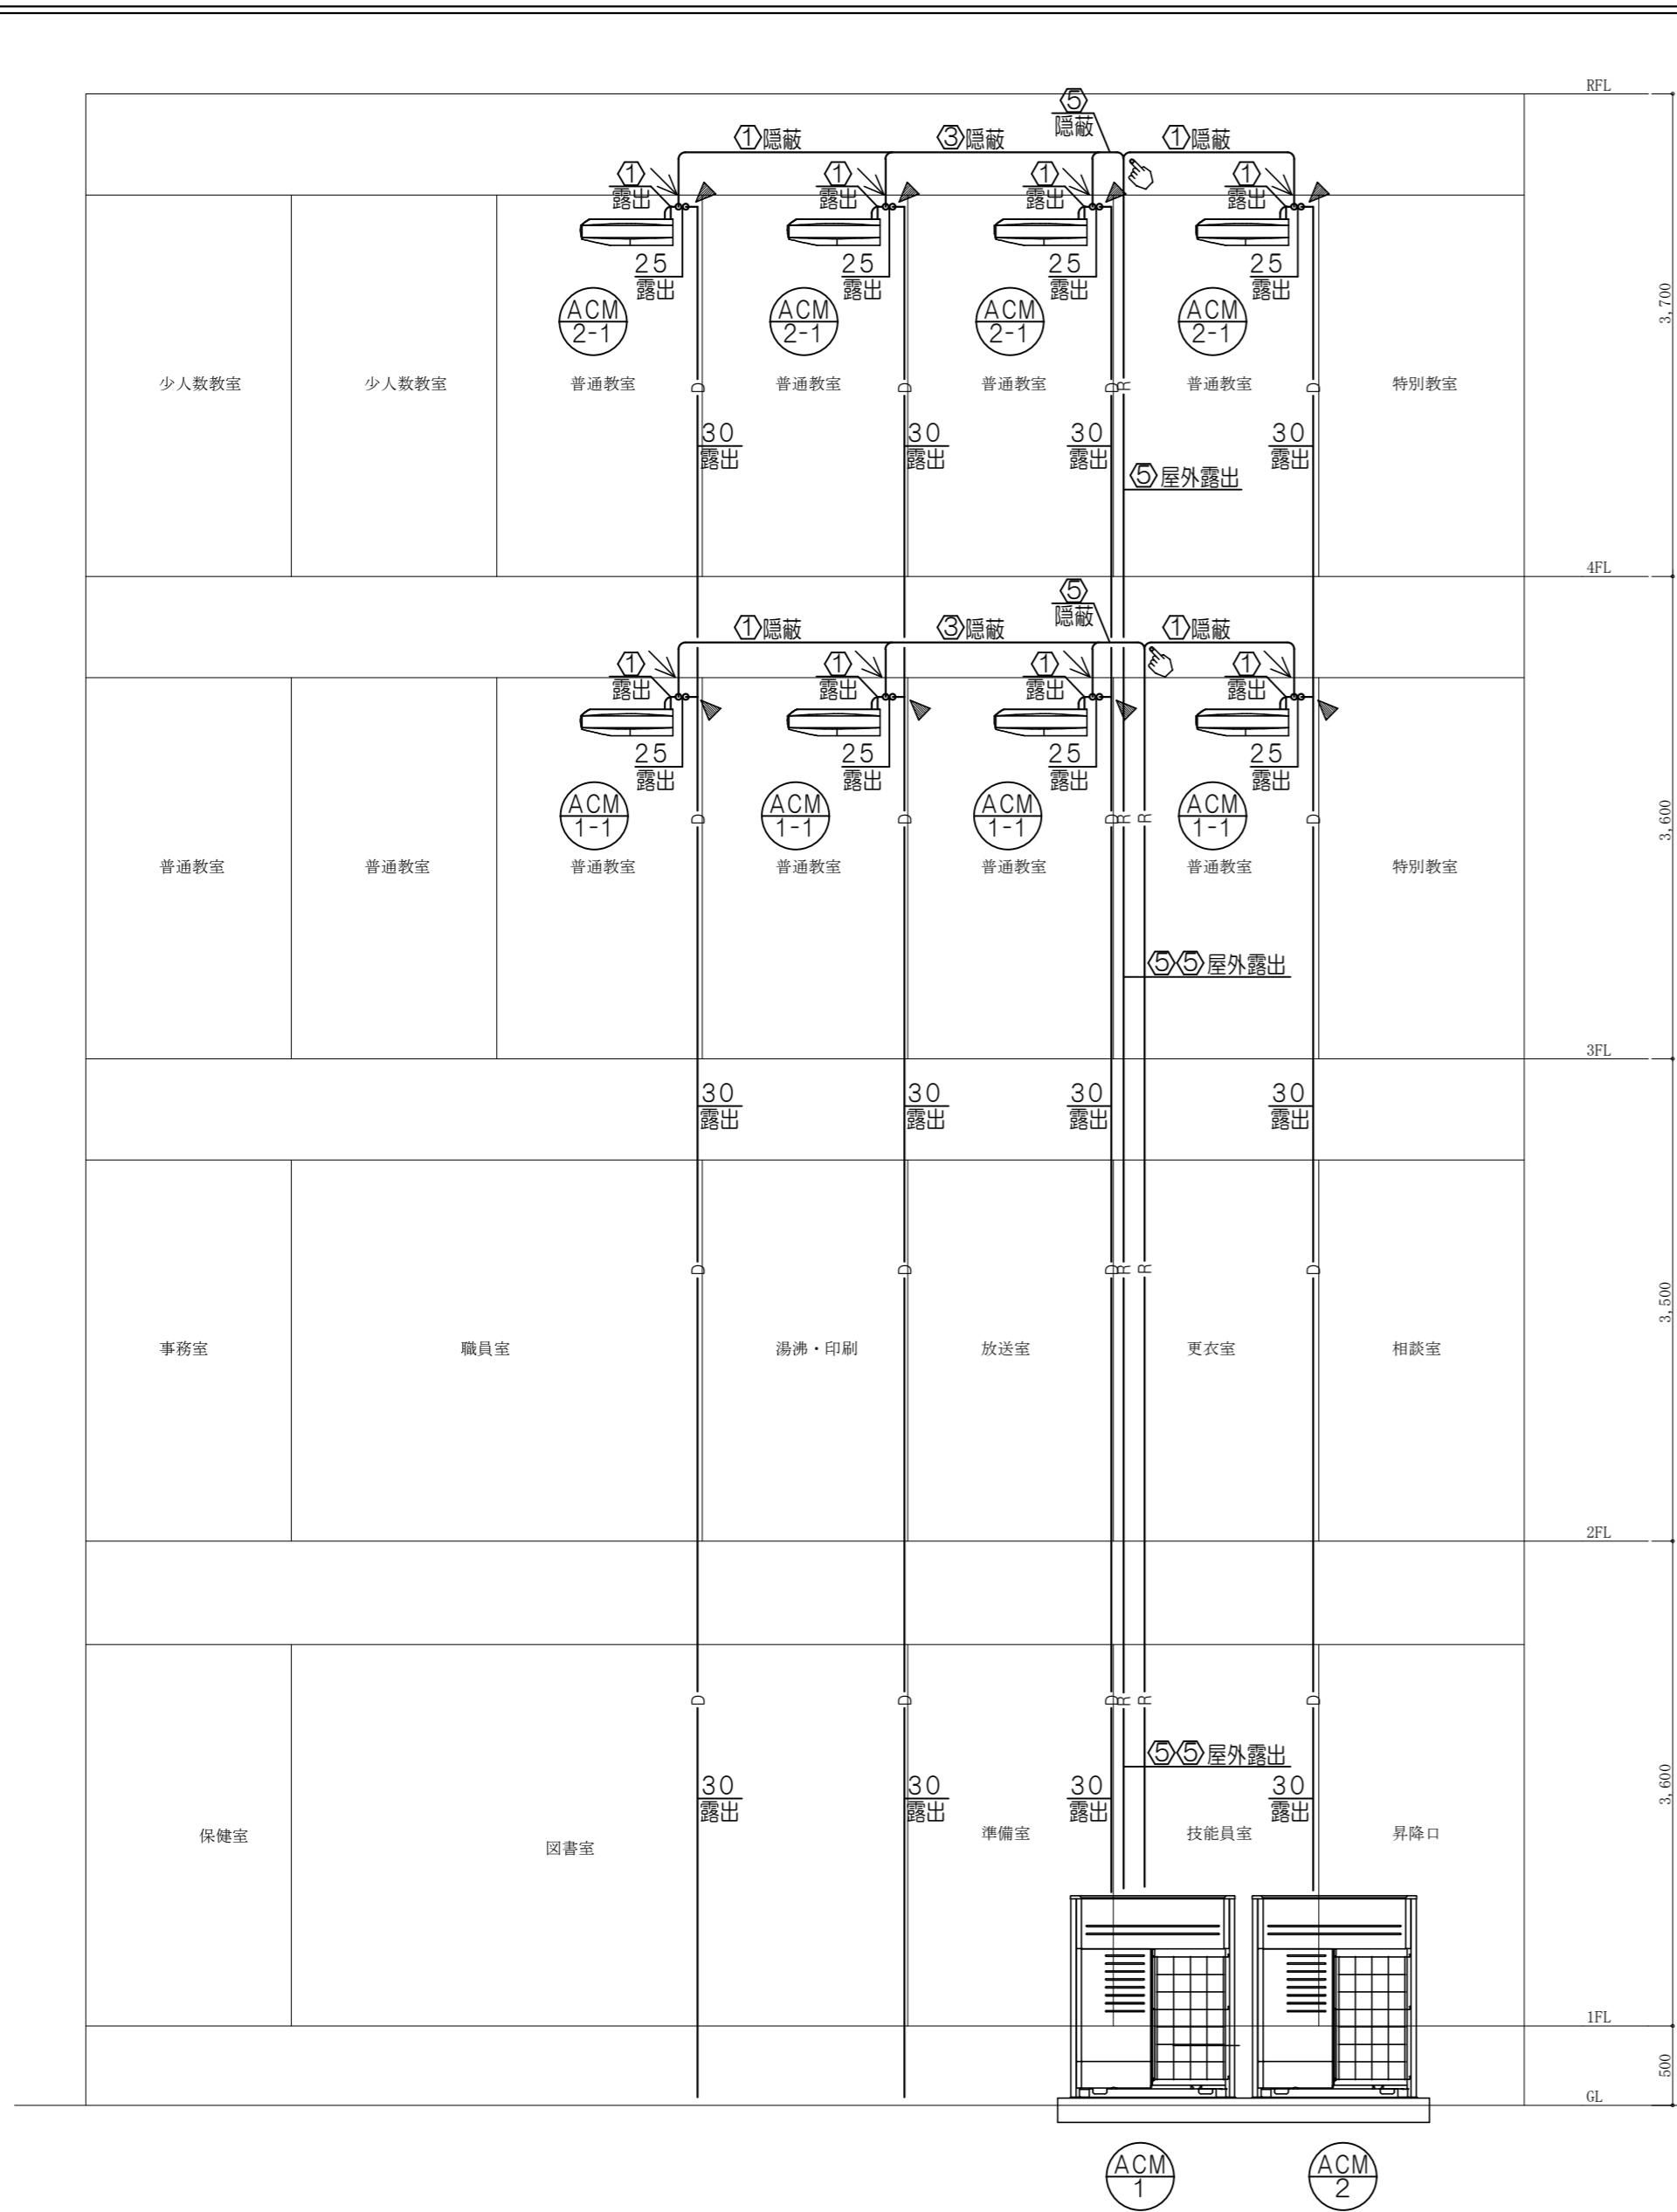 RFL
⑤
隠蔽
①隠蔽
③隠蔽
①隠蔽
①
露出
①
露出
①
露出
①
露出
25
露出
25
露出
25
露出
25
露出
ACM
2-1
ACM
2-1
ACM
2-1
ACM
2-1
3,700
少人数教室
少人数教室
普通教室
普通教室
普通教室
普通教室
特別教室
D
D
D
R
D
30
露出
30
露出
30
露出
30
露出
⑤屋外露出
4FL
⑤
隠蔽
①隠蔽
③隠蔽
①隠蔽
①
露出
①
露出
①
露出
①
露出
25
露出
25
露出
25
露出
25
露出
ACM
1-1
ACM
1-1
ACM
1-1
ACM
1-1
D
D
D
R
R
D
3,600
普通教室
普通教室
普通教室
普通教室
普通教室
普通教室
特別教室
⑤⑤屋外露出
3FL
30
露出
30
露出
30
露出
30
露出
D
D
D
R
R
D
3,500
事務室
職員室
湯沸・印刷
放送室
更衣室
相談室
2FL
D
D
D
R
R
D
⑤⑤屋外露出
30
露出
30
露出
30
露出
30
露出
3,600
保健室
図書室
準備室
技能員室
昇降口
1FL
500
GL
ACM
1
ACM
2